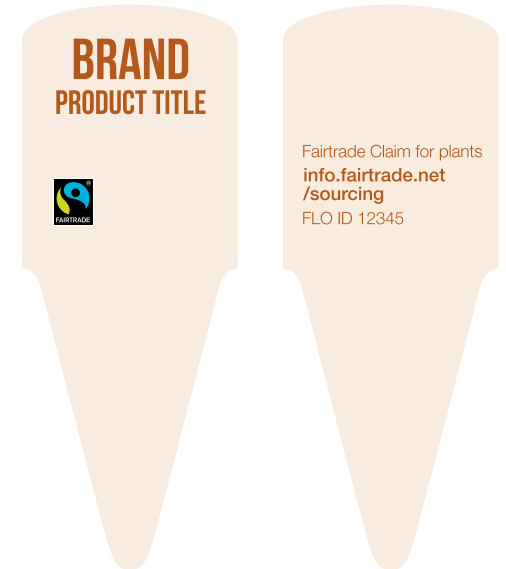 BRAND
PRODUCT TITLE
®
FAIRTRADE
Fairtrade Claim for plants
info.fairtrade.net
/sourcing
FLO ID 12345